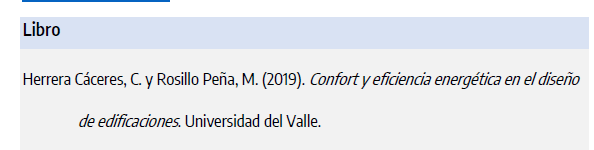 Libro
Herrera Cáceres, C. y Rosillo Peña, M. (2019). Confort y eficiencia energética en el diseño
de edificaciones. Universidad del Valle.